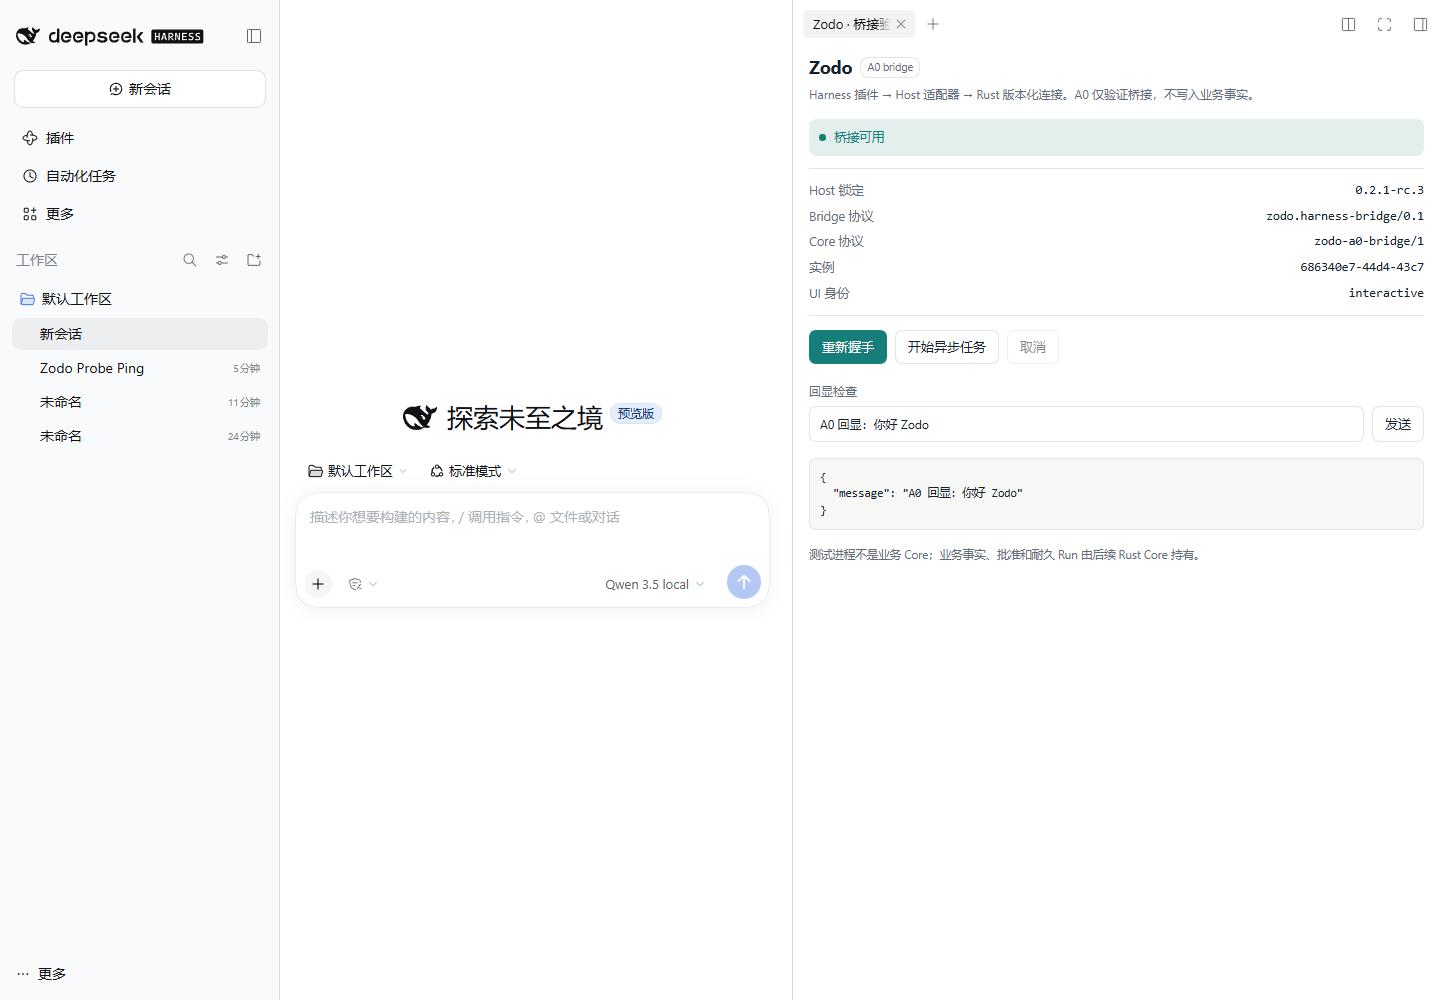 deepseek HARNESS
新会话
插件
自动化任务
更多
工作区
默认工作区
新会话
Zodo Probe Ping 5分钟
未命名 11分钟
未命名 24分钟
更多
探索未至之境 预览版
默认工作区 标准模式
描述你想要构建的内容, / 调用指令, @ 文件或对话
Qwen 3.5 local
Zodo · 桥接验
Zodo A0 bridge
Harness 插件 → Host 适配器 → Rust 版本化连接。A0 仅验证桥接，不写入业务事实。
桥接可用
Host 锁定 0.2.1-rc.3
Bridge 协议 zodo.harness-bridge/0.1
Core 协议 zodo-a0-bridge/1
实例 686340e7-44d4-43c7
UI 身份 interactive
重新握手 开始异步任务 取消
回显检查
A0 回显：你好 Zodo 发送
{
"message": "A0 回显：你好 Zodo"
}
测试进程不是业务 Core；业务事实、批准和耐久 Run 由后续 Rust Core 持有。